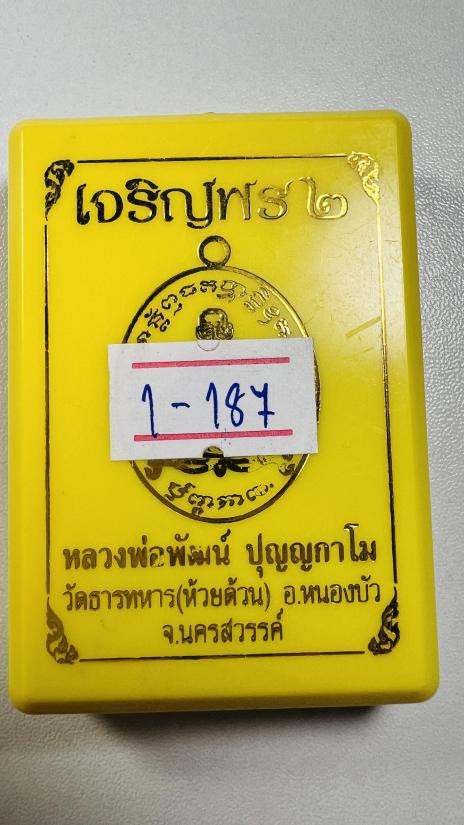 เจริญพร ๒
1-187
หลวงพ่อพัฒน์ ปุญญกาโม
วัดธารทหาร(ห้วยด้วน) อ.หนองบัว
จ.นครสวรรค์